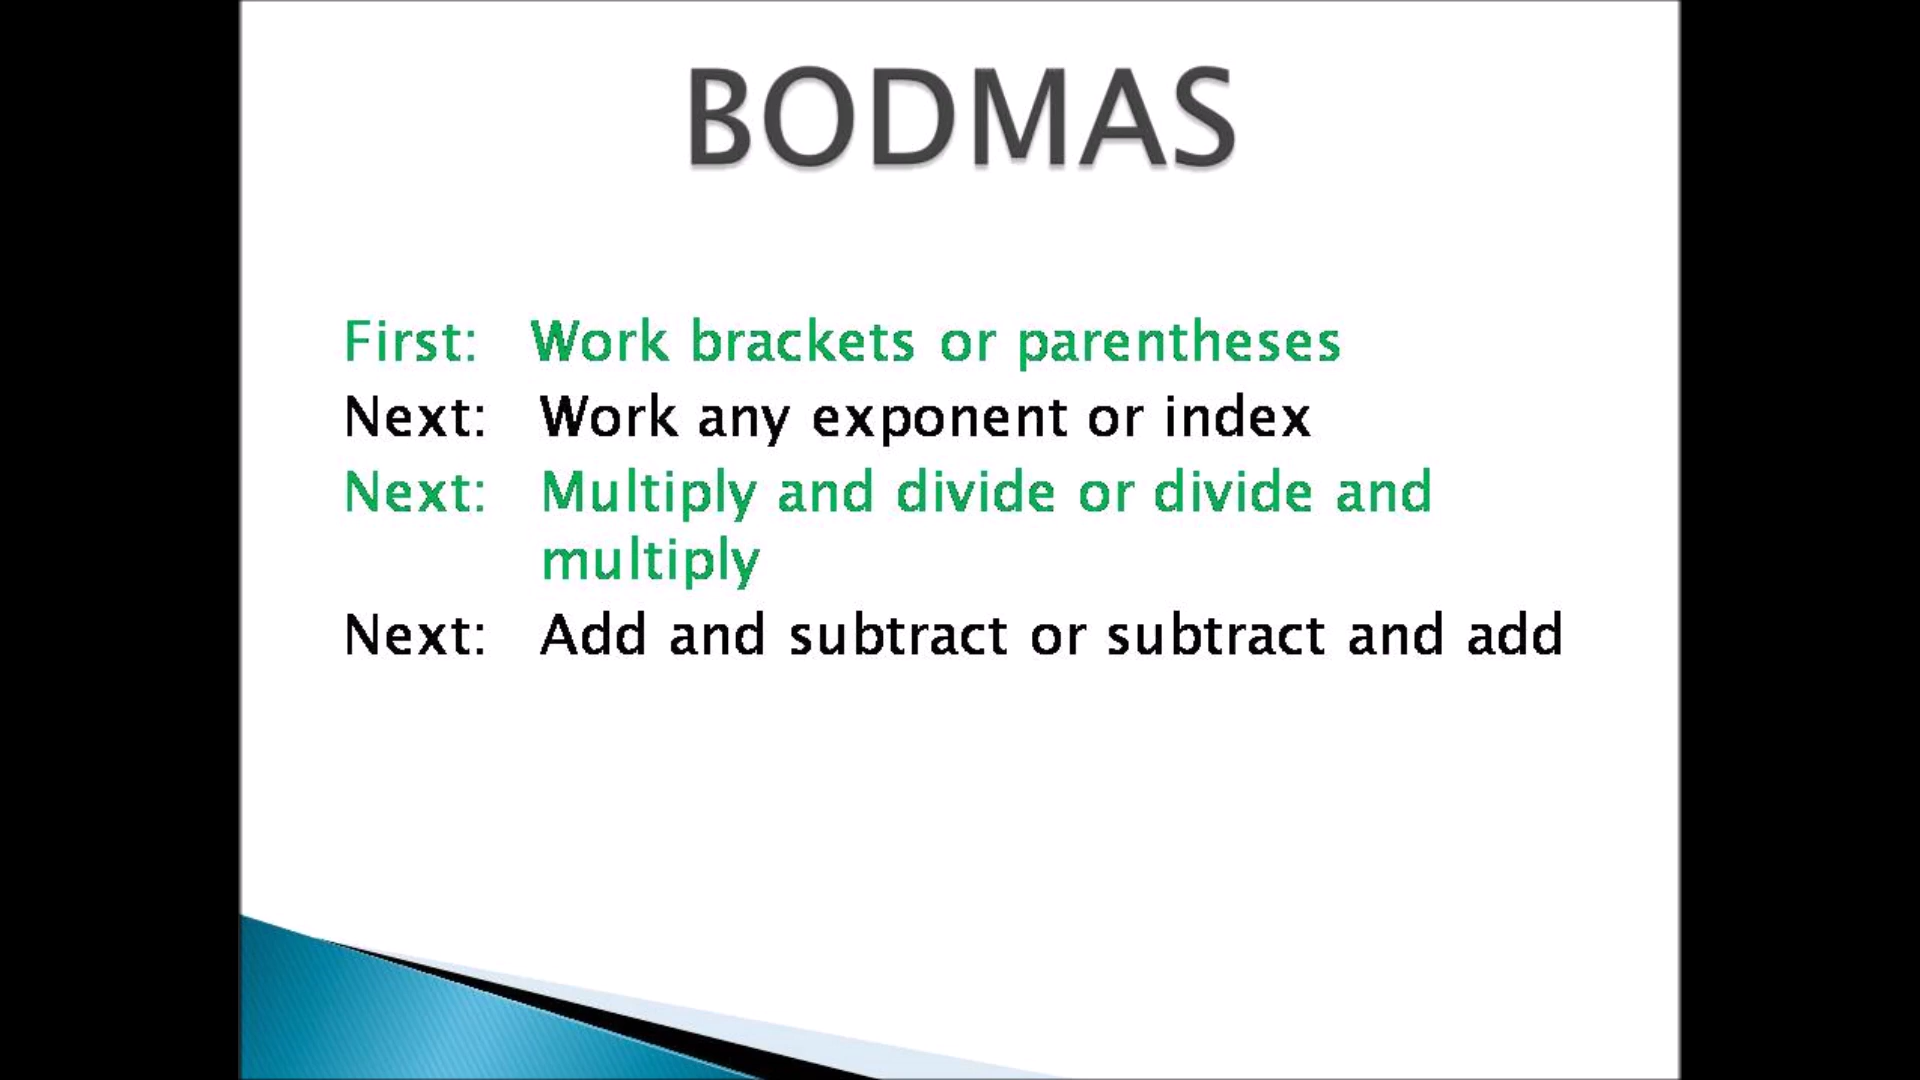 BODMAS
First: Work brackets or parentheses
Next: Work any exponent or index
Next: Multiply and divide or divide and
multiply
Next: Add and subtract or subtract and add